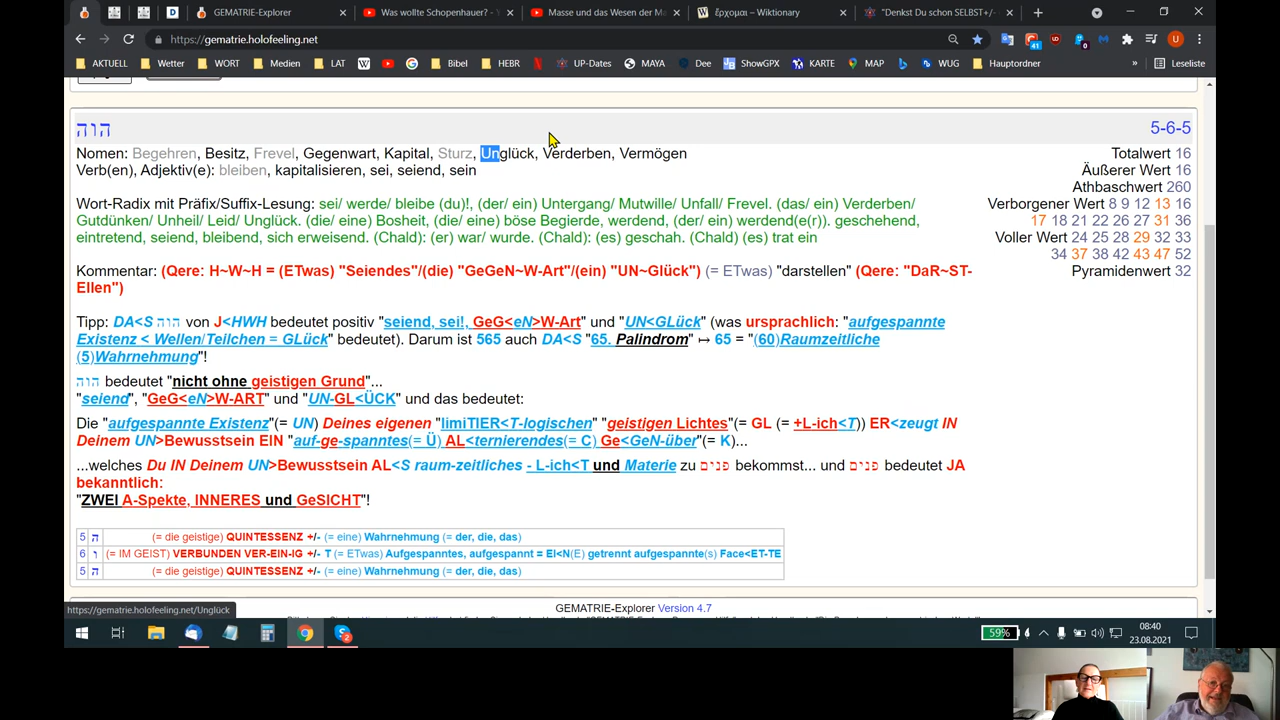 GEMATRIE-Explorer
Was wollte Schopenhauer? - Y
Masse und das Wesen der Ma
ἔρχομαι – Wiktionary
"Denkst Du schon SELBST+/-
https://gematrie.holofeeling.net
AKTUELL Wetter WORT Medien LAT Bibel HEBR UP-Dates MAYA Dee ShowGPX KARTE MAP WUG Hauptordner » Leseliste
הוה 5-6-5
Nomen: Begehren, Besitz, Frevel, Gegenwart, Kapital, Sturz, Unglück, Verderben, Vermögen
Verb(en), Adjektiv(e): bleiben, kapitalisieren, sei, seiend, sein
Totalwert 16
Äußerer Wert 16
Athbaschwert 260
Verborgener Wert 8 9 12 13 16
17 18 21 22 26 27 31 36
Voller Wert 24 25 28 29 32 33
34 37 38 42 43 47 52
Pyramidenwert 32
Wort-Radix mit Präfix/Suffix-Lesung: sei/ werde/ bleibe (du)!, (der/ ein) Untergang/ Mutwille/ Unfall/ Frevel. (das/ ein) Verderben/
Gutdünken/ Unheil/ Leid/ Unglück. (die/ eine) Bosheit, (die/ eine) böse Begierde, werdend, (der/ ein) werdend(e(r)). geschehend,
eintretend, seiend, bleibend, sich erweisend. (Chald): (er) war/ wurde. (Chald): (es) geschah. (Chald) (es) trat ein
Kommentar: (Qere: H~W~H = (ETwas) "Seiendes"/(die) "GeGeN~W-Art"/(ein) "UN~Glück") (= ETwas) "darstellen" (Qere: "DaR~ST-
Ellen")
Tipp: DA<S הוה von J<HWH bedeutet positiv "seiend, sei!, GeG<eN>W-Art" und "UN<GLück" (was ursprachlich: "aufgespannte
Existenz < Wellen/Teilchen = GLück" bedeutet). Darum ist 565 auch DA<S "65. Palindrom" ↦ 65 = "(60)Raumzeitliche
(5)Wahrnehmung"!
הוה bedeutet "nicht ohne geistigen Grund"...
"seiend", "GeG<eN>W-ART" und "UN-GL<ÜCK" und das bedeutet:
Die "aufgespannte Existenz"(= UN) Deines eigenen "limiTIER<T-logischen" "geistigen Lichtes"(= GL (= +L-ich<T)) ER<zeugt IN
Deinem UN>Bewusstsein EIN "auf-ge-spanntes(= Ü) AL<ternierendes(= C) Ge<GeN-über"(= K)...
...welches Du IN Deinem UN>Bewusstsein AL<S raum-zeitliches - L-ich<T und Materie zu פנים bekommst... und פנים bedeutet JA
bekanntlich:
"ZWEI A-Spekte, INNERES und GeSICHT"!
5 ה (= die geistige) QUINTESSENZ +/- (= eine) Wahrnehmung (= der, die, das)
6 ו (= IM GEIST) VERBUNDEN VER-EIN-IG +/- T (= ETwas) Aufgespanntes, aufgespannt = EI<N(E) getrennt aufgespannte(s) Face<ET-TE
5 ה (= die geistige) QUINTESSENZ +/- (= eine) Wahrnehmung (= der, die, das)
https://gematrie.holofeeling.net/Unglück
GEMATRIE-Explorer Version 4.7
59%
08:40
23.08.2021